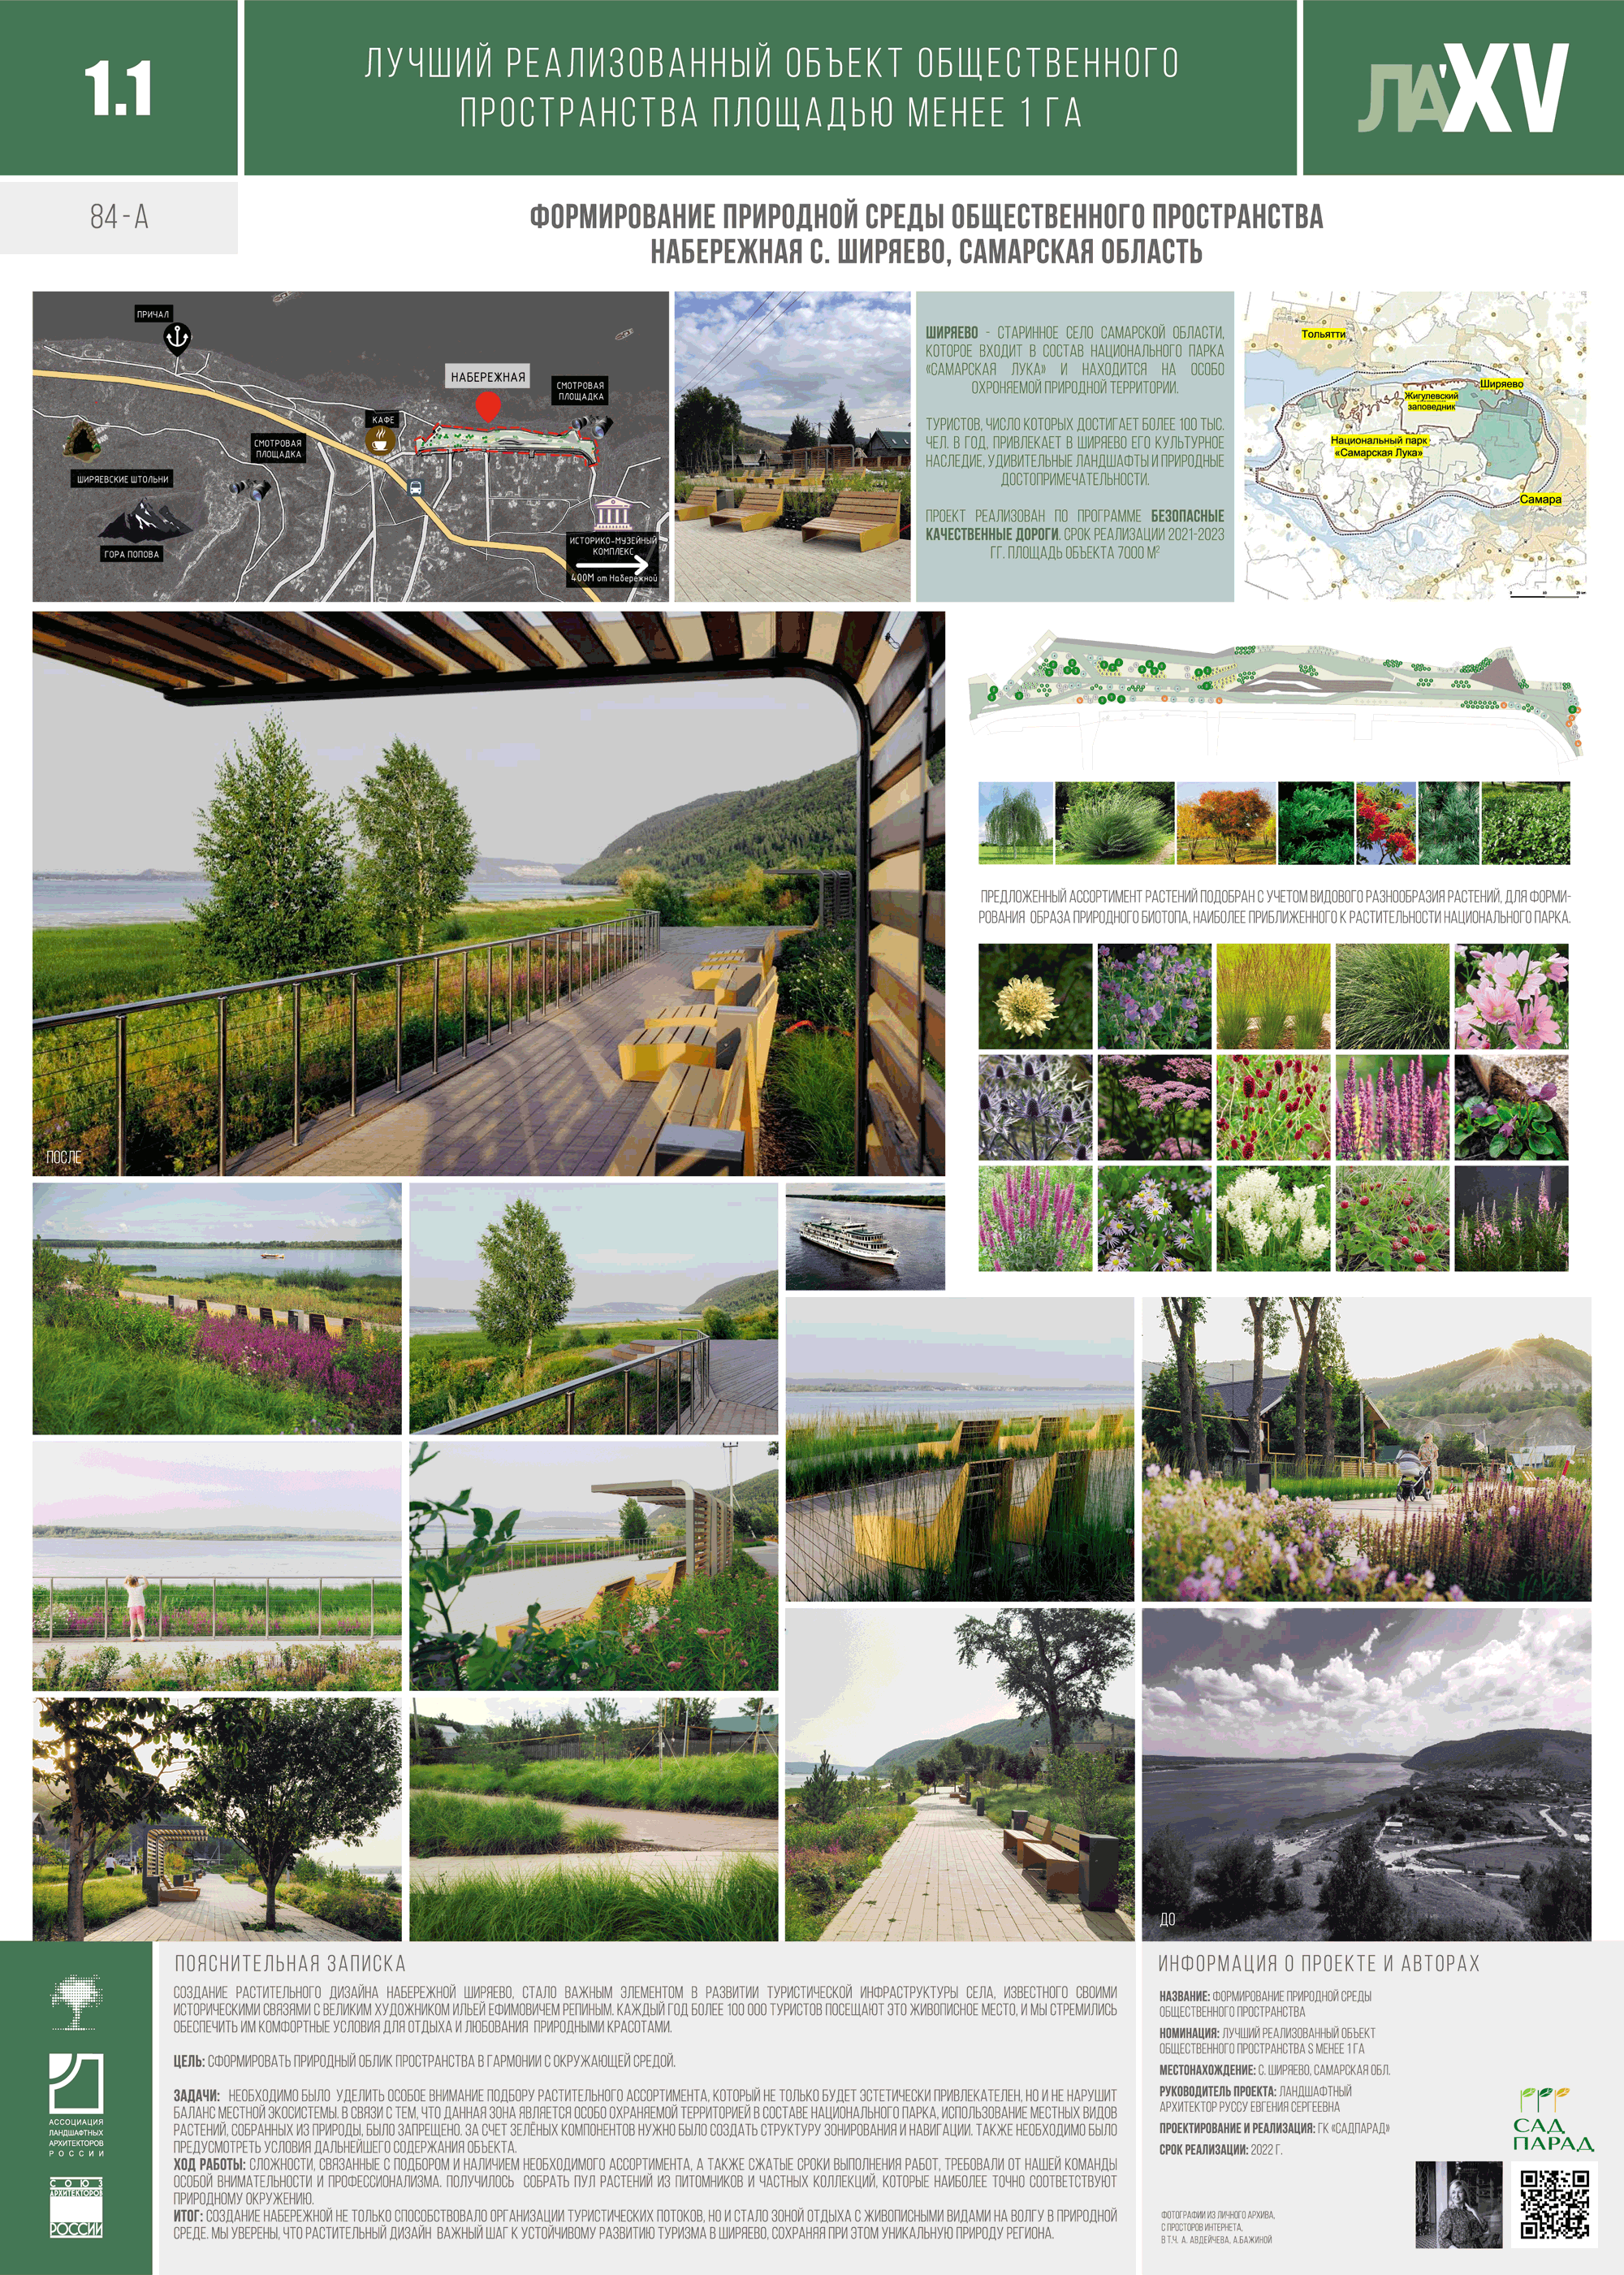 1.1
ЛУЧШИЙ РЕАЛИЗОВАННЫЙ ОБЪЕКТ ОБЩЕСТВЕННОГО
ПРОСТРАНСТВА ПЛОЩАДЬЮ МЕНЕЕ 1 ГА
ЛА'XV
84-А
ФОРМИРОВАНИЕ ПРИРОДНОЙ СРЕДЫ ОБЩЕСТВЕННОГО ПРОСТРАНСТВА
НАБЕРЕЖНАЯ С. ШИРЯЕВО, САМАРСКАЯ ОБЛАСТЬ
ПРИЧАЛ
НАБЕРЕЖНАЯ
СМОТРОВАЯ
ПЛОЩАДКА
КАФЕ
СМОТРОВАЯ
ПЛОЩАДКА
ШИРЯЕВСКИЕ ШТОЛЬНИ
ГОРА ПОПОВА
ИСТОРИКО-МУЗЕЙНЫЙ
КОМПЛЕКС
400М от Набережной
ШИРЯЕВО - СТАРИННОЕ СЕЛО САМАРСКОЙ ОБЛАСТИ,
КОТОРОЕ ВХОДИТ В СОСТАВ НАЦИОНАЛЬНОГО ПАРКА
«САМАРСКАЯ ЛУКА» И НАХОДИТСЯ НА ОСОБО
ОХРОНЯЕМОЙ ПРИРОДНОЙ ТЕРРИТОРИИ.
ТУРИСТОВ, ЧИСЛО КОТОРЫХ ДОСТИГАЕТ БОЛЕЕ 100 ТЫС.
ЧЕЛ. В ГОД, ПРИВЛЕКАЕТ В ШИРЯЕВО ЕГО КУЛЬТУРНОЕ
НАСЛЕДИЕ, УДИВИТЕЛЬНЫЕ ЛАНДШАФТЫ И ПРИРОДНЫЕ
ДОСТОПРИМЕЧАТЕЛЬНОСТИ.
ПРОЕКТ РЕАЛИЗОВАН ПО ПРОГРАММЕ БЕЗОПАСНЫЕ
КАЧЕСТВЕННЫЕ ДОРОГИ. СРОК РЕАЛИЗАЦИИ 2021-2023
ГГ. ПЛОЩАДЬ ОБЪЕКТА 7000 М²
Тольятти
Ширяево
Жигулевский
заповедник
Национальный парк
«Самарская Лука»
Самара
ПРЕДЛОЖЕННЫЙ АССОРТИМЕНТ РАСТЕНИЙ ПОДОБРАН С УЧЕТОМ ВИДОВОГО РАЗНООБРАЗИЯ РАСТЕНИЙ, ДЛЯ ФОРМИ-
РОВАНИЯ ОБРАЗА ПРИРОДНОГО БИОТОПА, НАИБОЛЕЕ ПРИБЛИЖЕННОГО К РАСТИТЕЛЬНОСТИ НАЦИОНАЛЬНОГО ПАРКА.
ПОСЛЕ
ДО
ПОЯСНИТЕЛЬНАЯ ЗАПИСКА
СОЗДАНИЕ РАСТИТЕЛЬНОГО ДИЗАЙНА НАБЕРЕЖНОЙ ШИРЯЕВО, СТАЛО ВАЖНЫМ ЭЛЕМЕНТОМ В РАЗВИТИИ ТУРИСТИЧЕСКОЙ ИНФРАСТРУКТУРЫ СЕЛА, ИЗВЕСТНОГО СВОИМИ
ИСТОРИЧЕСКИМИ СВЯЗЯМИ С ВЕЛИКИМ ХУДОЖНИКОМ ИЛЬЕЙ ЕФИМОВИЧЕМ РЕПИНЫМ. КАЖДЫЙ ГОД БОЛЕЕ 100 000 ТУРИСТОВ ПОСЕЩАЮТ ЭТО ЖИВОПИСНОЕ МЕСТО, И МЫ СТРЕМИЛИСЬ
ОБЕСПЕЧИТЬ ИМ КОМФОРТНЫЕ УСЛОВИЯ ДЛЯ ОТДЫХА И ЛЮБОВАНИЯ ПРИРОДНЫМИ КРАСОТАМИ.
ЦЕЛЬ: СФОРМИРОВАТЬ ПРИРОДНЫЙ ОБЛИК ПРОСТРАНСТВА В ГАРМОНИИ С ОКРУЖАЮЩЕЙ СРЕДОЙ.
ЗАДАЧИ: НЕОБХОДИМО БЫЛО УДЕЛИТЬ ОСОБОЕ ВНИМАНИЕ ПОДБОРУ РАСТИТЕЛЬНОГО АССОРТИМЕНТА, КОТОРЫЙ НЕ ТОЛЬКО БУДЕТ ЭСТЕТИЧЕСКИ ПРИВЛЕКАТЕЛЕН, НО И НЕ НАРУШИТ
БАЛАНС МЕСТНОЙ ЭКОСИСТЕМЫ. В СВЯЗИ С ТЕМ, ЧТО ДАННАЯ ЗОНА ЯВЛЯЕТСЯ ОСОБО ОХРАНЯЕМОЙ ТЕРРИТОРИЕЙ В СОСТАВЕ НАЦИОНАЛЬНОГО ПАРКА, ИСПОЛЬЗОВАНИЕ МЕСТНЫХ ВИДОВ
РАСТЕНИЙ, СОБРАННЫХ ИЗ ПРИРОДЫ, БЫЛО ЗАПРЕЩЕНО. ЗА СЧЕТ ЗЕЛЁНЫХ КОМПОНЕНТОВ НУЖНО БЫЛО СОЗДАТЬ СТРУКТУРУ ЗОНИРОВАНИЯ И НАВИГАЦИИ. ТАКЖЕ НЕОБХОДИМО БЫЛО
ПРЕДУСМОТРЕТЬ УСЛОВИЯ ДАЛЬНЕЙШЕГО СОДЕРЖАНИЯ ОБЪЕКТА.
ХОД РАБОТЫ: СЛОЖНОСТИ, СВЯЗАННЫЕ С ПОДБОРОМ И НАЛИЧИЕМ НЕОБХОДИМОГО АССОРТИМЕНТА, А ТАКЖЕ СЖАТЫЕ СРОКИ ВЫПОЛНЕНИЯ РАБОТ, ТРЕБОВАЛИ ОТ НАШЕЙ КОМАНДЫ
ОСОБОЙ ВНИМАТЕЛЬНОСТИ И ПРОФЕССИОНАЛИЗМА. ПОЛУЧИЛОСЬ СОБРАТЬ ПУЛ РАСТЕНИЙ ИЗ ПИТОМНИКОВ И ЧАСТНЫХ КОЛЛЕКЦИЙ, КОТОРЫЕ НАИБОЛЕЕ ТОЧНО СООТВЕТСТВУЮТ
ПРИРОДНОМУ ОКРУЖЕНИЮ.
ИТОГ: СОЗДАНИЕ НАБЕРЕЖНОЙ НЕ ТОЛЬКО СПОСОБСТВОВАЛО ОРГАНИЗАЦИИ ТУРИСТИЧЕСКИХ ПОТОКОВ, НО И СТАЛО ЗОНОЙ ОТДЫХА С ЖИВОПИСНЫМИ ВИДАМИ НА ВОЛГУ В ПРИРОДНОЙ
СРЕДЕ. МЫ УВЕРЕНЫ, ЧТО РАСТИТЕЛЬНЫЙ ДИЗАЙН ВАЖНЫЙ ШАГ К УСТОЙЧИВОМУ РАЗВИТИЮ ТУРИЗМА В ШИРЯЕВО, СОХРАНЯЯ ПРИ ЭТОМ УНИКАЛЬНУЮ ПРИРОДУ РЕГИОНА.
АССОЦИАЦИЯ
ЛАНДШАФТНЫХ
АРХИТЕКТОРОВ
РОССИИ
СОЮЗ
АРХИТЕКТОРОВ
РОССИИ
ИНФОРМАЦИЯ О ПРОЕКТЕ И АВТОРАХ
НАЗВАНИЕ: ФОРМИРОВАНИЕ ПРИРОДНОЙ СРЕДЫ
ОБЩЕСТВЕННОГО ПРОСТРАНСТВА
НОМИНАЦИЯ: ЛУЧШИЙ РЕАЛИЗОВАННЫЙ ОБЪЕКТ
ОБЩЕСТВЕННОГО ПРОСТРАНСТВА S МЕНЕЕ 1 ГА
МЕСТОНАХОЖДЕНИЕ: С. ШИРЯЕВО, САМАРСКАЯ ОБЛ.
РУКОВОДИТЕЛЬ ПРОЕКТА: ЛАНДШАФТНЫЙ
АРХИТЕКТОР РУССУ ЕВГЕНИЯ СЕРГЕЕВНА
ПРОЕКТИРОВАНИЕ И РЕАЛИЗАЦИЯ: ГК «САДПАРАД»
СРОК РЕАЛИЗАЦИИ: 2022 Г.
САД
ПАРАД
ФОТОГРАФИИ ИЗ ЛИЧНОГО АРХИВА,
С ПРОСТОРОВ ИНТЕРНЕТА,
В Т.Ч. А. АВДЕЙЧЕВА, А.БАЖИНОЙ